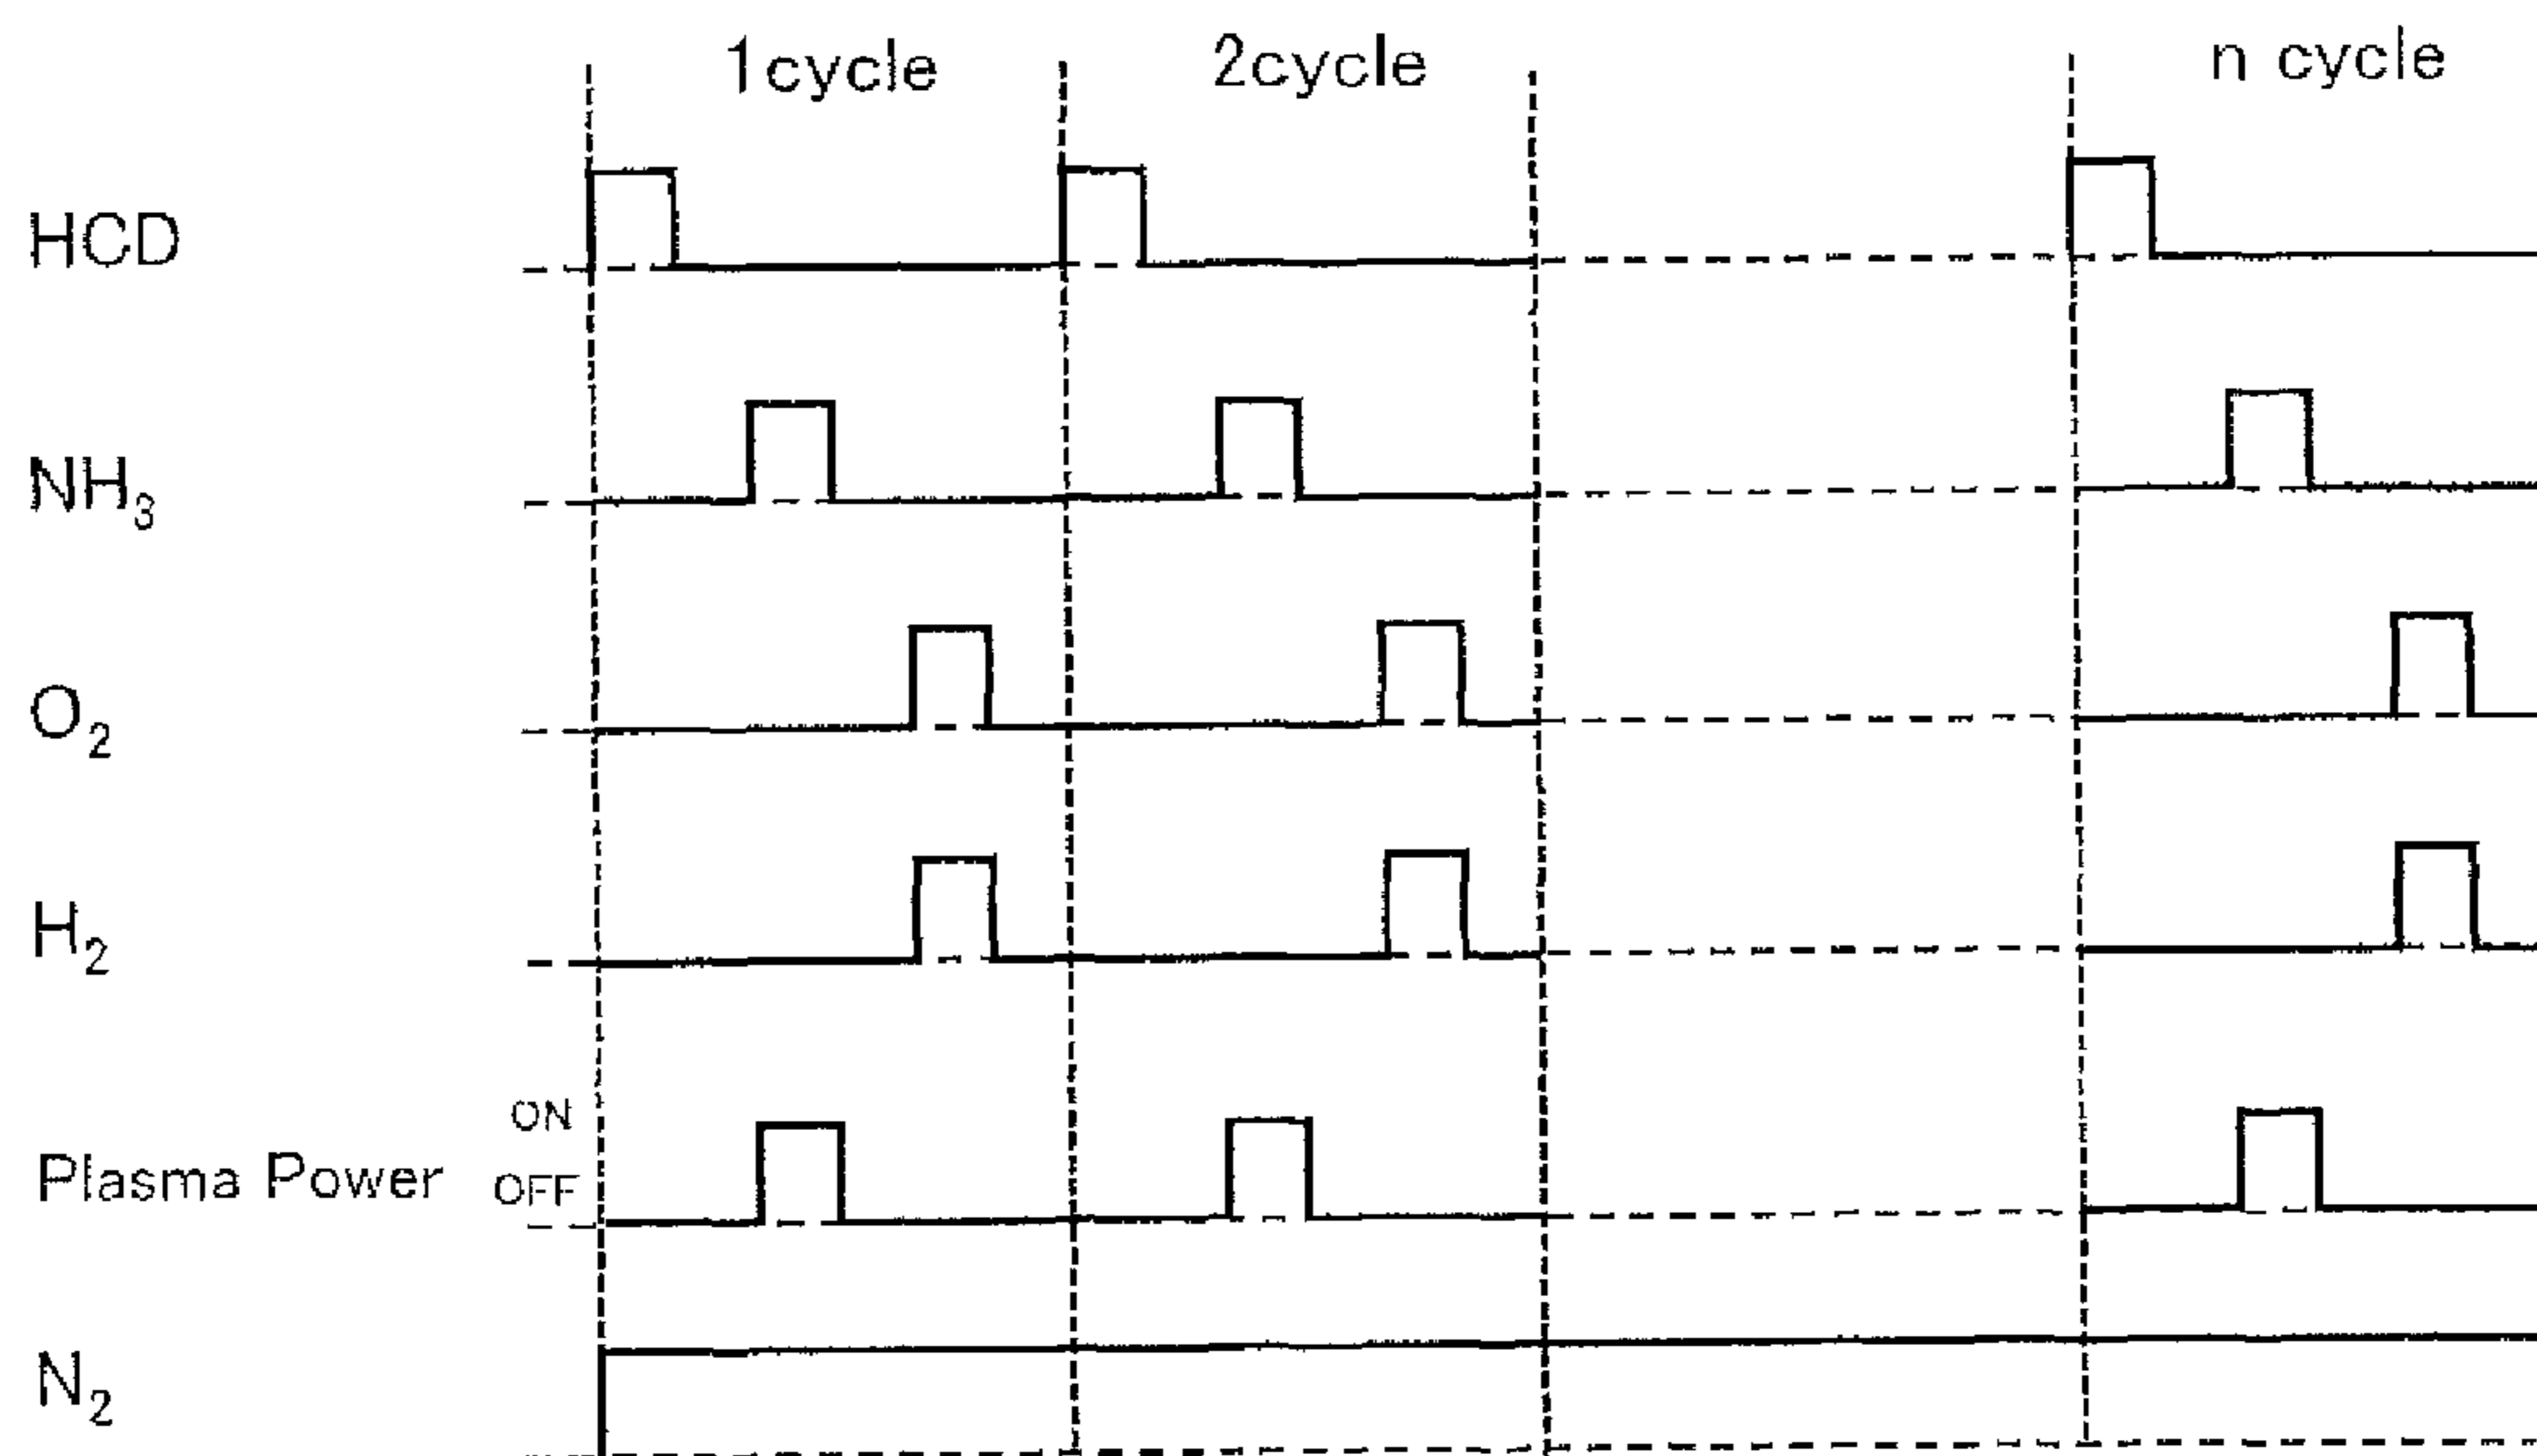 1cycle 2cycle n cycle
HCD
NH₃
O₂
H₂
ON
Plasma Power OFF
N₂